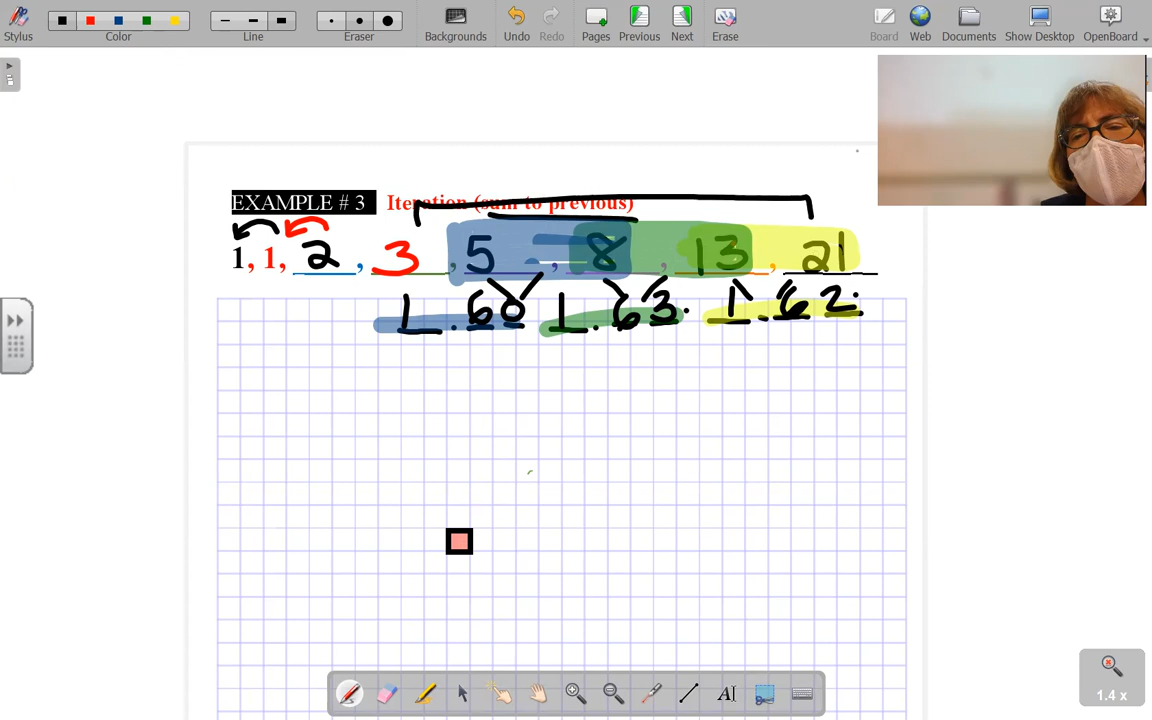 Stylus Color Line Eraser Backgrounds Undo Redo Pages Previous Next Erase Board Web Documents Show Desktop OpenBoard
EXAMPLE # 3 Iteration (sum to previous)
1, 1, 2, 3, 5, 8, 13, 21
1.60 1.63 1.62
1.4 x